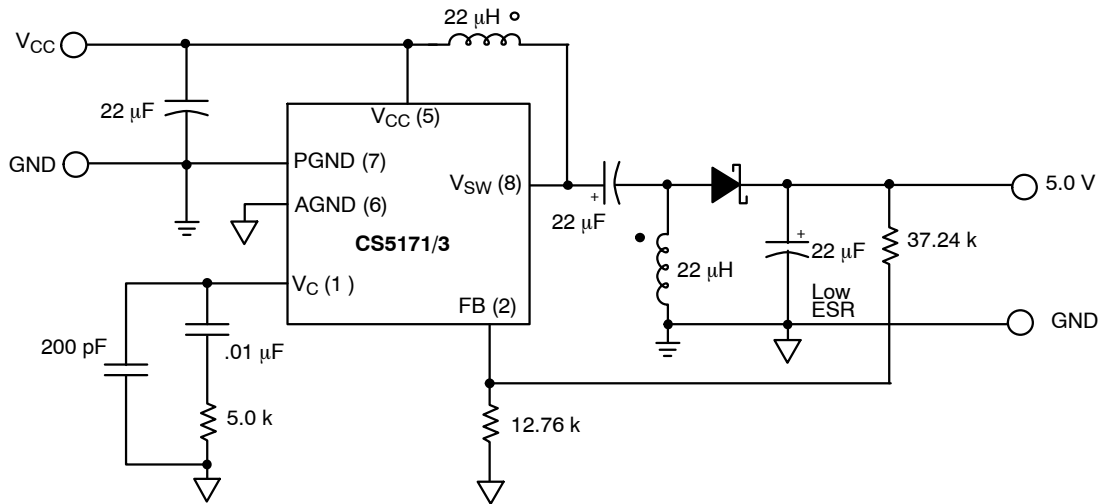 22 μH
VCC
VCC (5)
22 μF
GND
PGND (7)
VSW (8)
5.0 V
AGND (6)
22 μF
CS5171/3
37.24 k
22 μH
+
22 μF
+
VC (1 )
FB (2)
Low
ESR
GND
200 pF
.01 μF
5.0 k
12.76 k